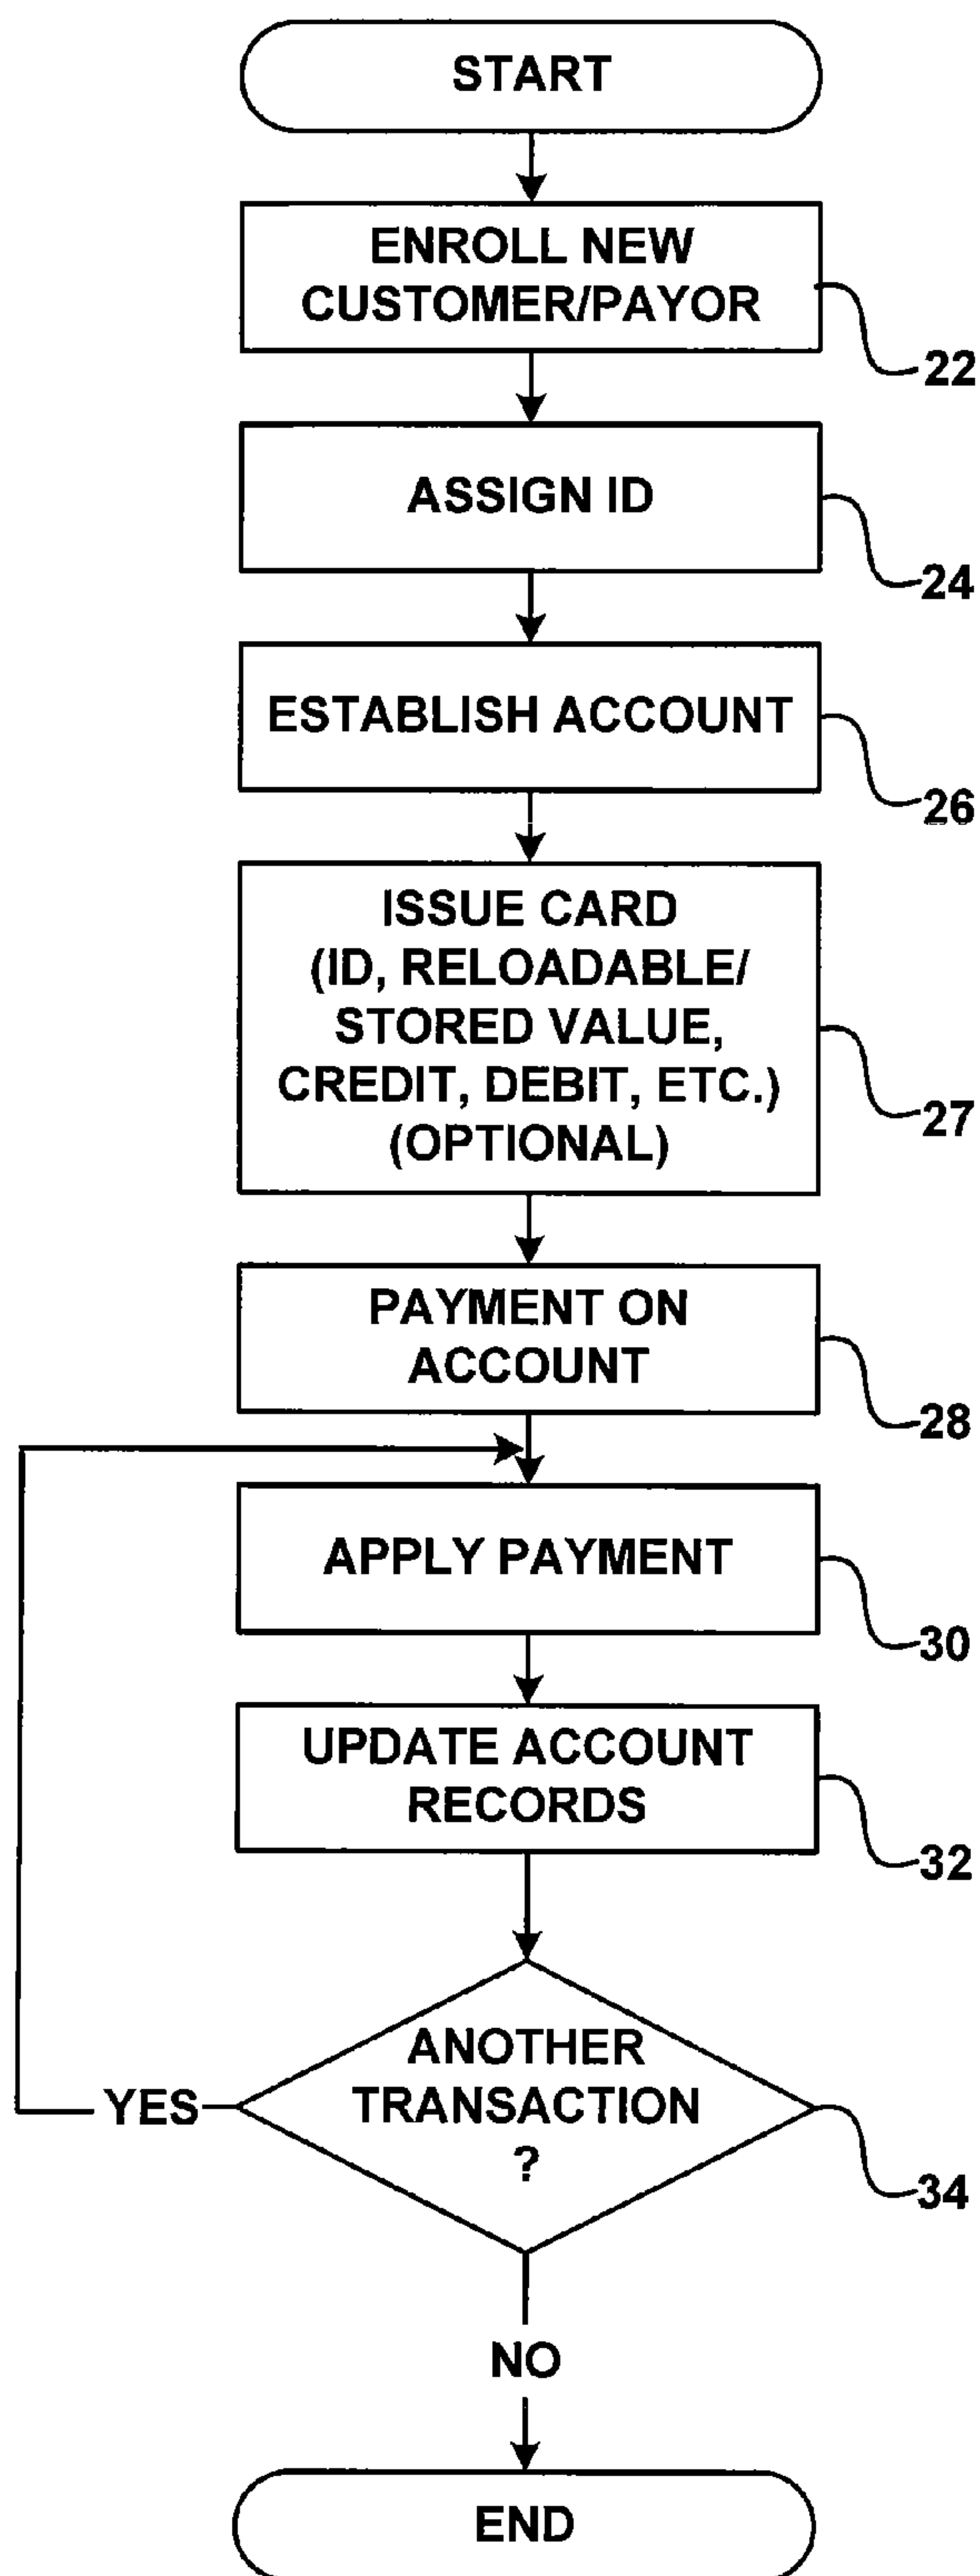 START
ENROLL NEW
CUSTOMER/PAYOR
22
ASSIGN ID
24
ESTABLISH ACCOUNT
26
ISSUE CARD
(ID, RELOADABLE/
STORED VALUE,
CREDIT, DEBIT, ETC.)
(OPTIONAL)
27
PAYMENT ON
ACCOUNT
28
APPLY PAYMENT
30
UPDATE ACCOUNT
RECORDS
32
ANOTHER
TRANSACTION
?
YES
34
NO
END